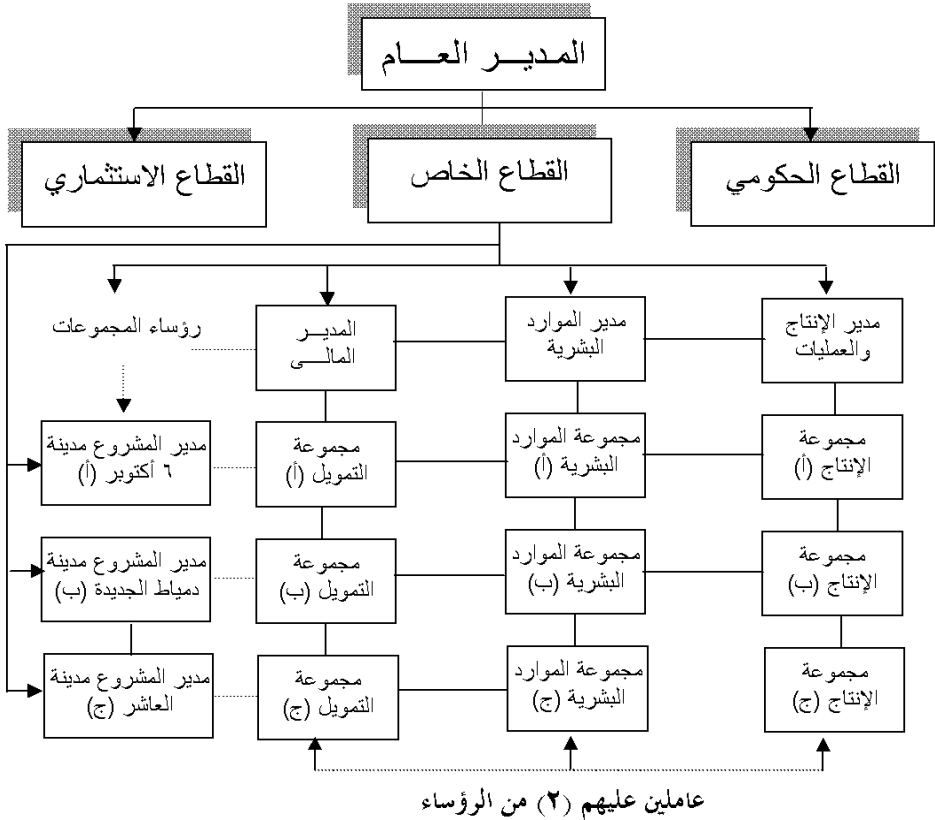 المديـــر العـــــام
القطاع الحكومي
القطاع الخاص
القطاع الاستثماري
مدير الإنتاج
والعمليات
مدير الموارد
البشرية
المديــر
المالـــى
رؤساء المجموعات
مجموعة
الإنتاج (أ)
مجموعة الموارد
البشرية (أ)
مجموعة
التمويل (أ)
مدير المشروع مدينة
٦ أكتوبر (أ)
مجموعة
الإنتاج (ب)
مجموعة الموارد
البشرية (ب)
مجموعة
التمويل (ب)
مدير المشروع مدينة
دمياط الجديدة (ب)
مجموعة
الإنتاج (ج)
مجموعة الموارد
البشرية (ج)
مجموعة
التمويل (ج)
مدير المشروع مدينة
العاشر (ج)
عاملين عليهم (٢) من الرؤساء